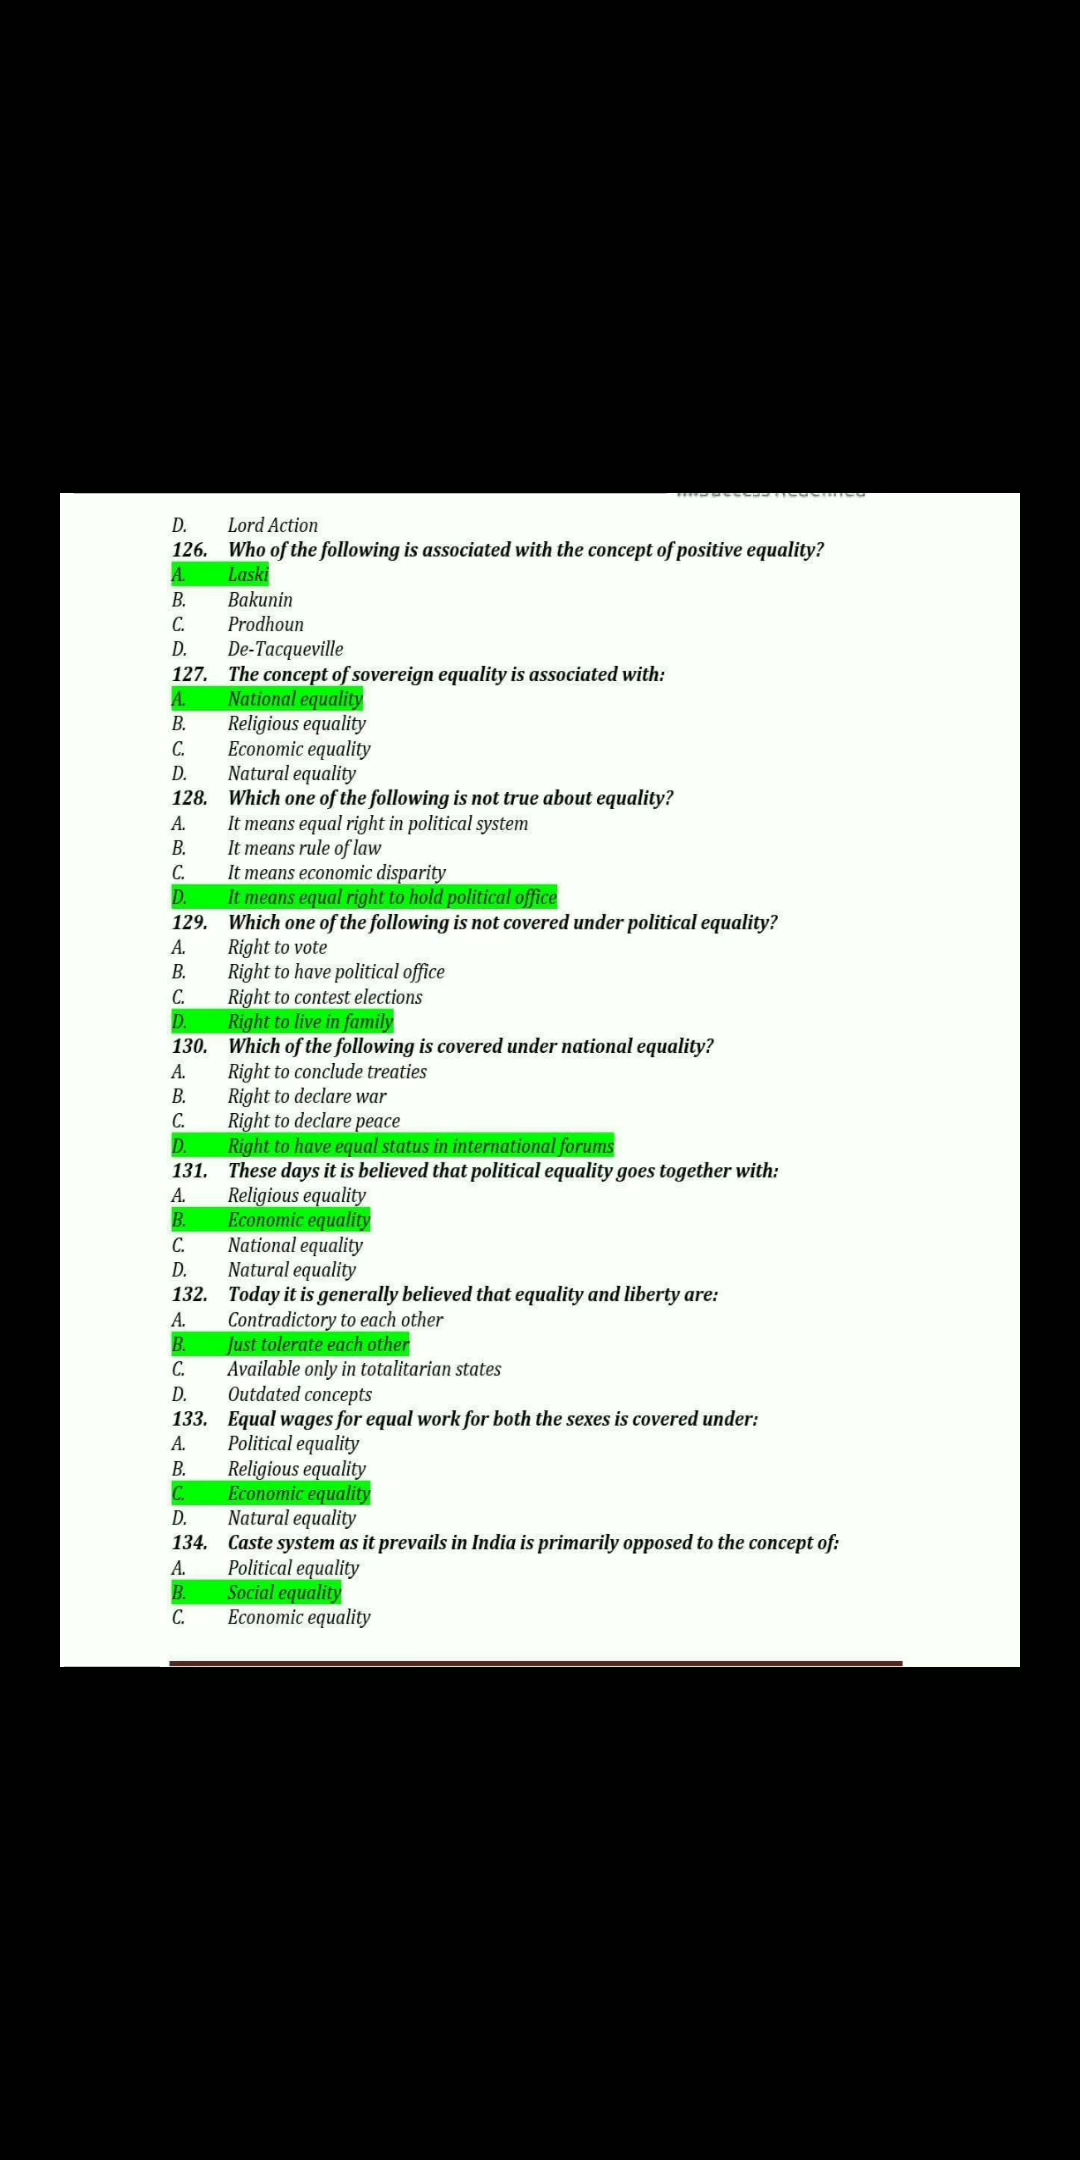 D. Lord Action
126. Who of the following is associated with the concept of positive equality?
A. Laski
B. Bakunin
C. Prodhoun
D. De-Tacqueville
127. The concept of sovereign equality is associated with:
A. National equality
B. Religious equality
C. Economic equality
D. Natural equality
128. Which one of the following is not true about equality?
A. It means equal right in political system
B. It means rule of law
C. It means economic disparity
D. It means equal right to hold political office
129. Which one of the following is not covered under political equality?
A. Right to vote
B. Right to have political office
C. Right to contest elections
D. Right to live in family
130. Which of the following is covered under national equality?
A. Right to conclude treaties
B. Right to declare war
C. Right to declare peace
D. Right to have equal status in international forums
131. These days it is believed that political equality goes together with:
A. Religious equality
B. Economic equality
C. National equality
D. Natural equality
132. Today it is generally believed that equality and liberty are:
A. Contradictory to each other
B. Just tolerate each other
C. Available only in totalitarian states
D. Outdated concepts
133. Equal wages for equal work for both the sexes is covered under:
A. Political equality
B. Religious equality
C. Economic equality
D. Natural equality
134. Caste system as it prevails in India is primarily opposed to the concept of:
A. Political equality
B. Social equality
C. Economic equality